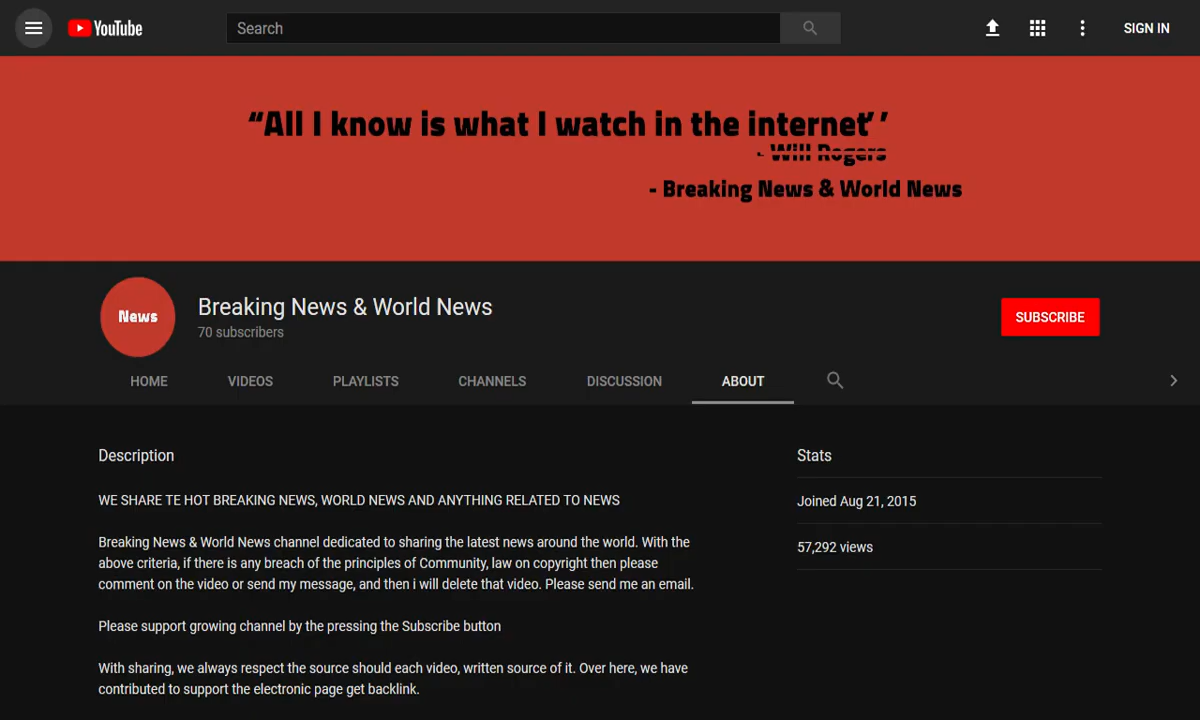 YouTube
Search
SIGN IN
“All I know is what I watch in the internet’’
- Will Rogers
- Breaking News & World News
News
Breaking News & World News
70 subscribers
SUBSCRIBE
HOME VIDEOS PLAYLISTS CHANNELS DISCUSSION ABOUT
Description
WE SHARE TE HOT BREAKING NEWS, WORLD NEWS AND ANYTHING RELATED TO NEWS
Breaking News & World News channel dedicated to sharing the latest news around the world. With the
above criteria, if there is any breach of the principles of Community, law on copyright then please
comment on the video or send my message, and then i will delete that video. Please send me an email.
Please support growing channel by the pressing the Subscribe button
With sharing, we always respect the source should each video, written source of it. Over here, we have
contributed to support the electronic page get backlink.
Stats
Joined Aug 21, 2015
57,292 views